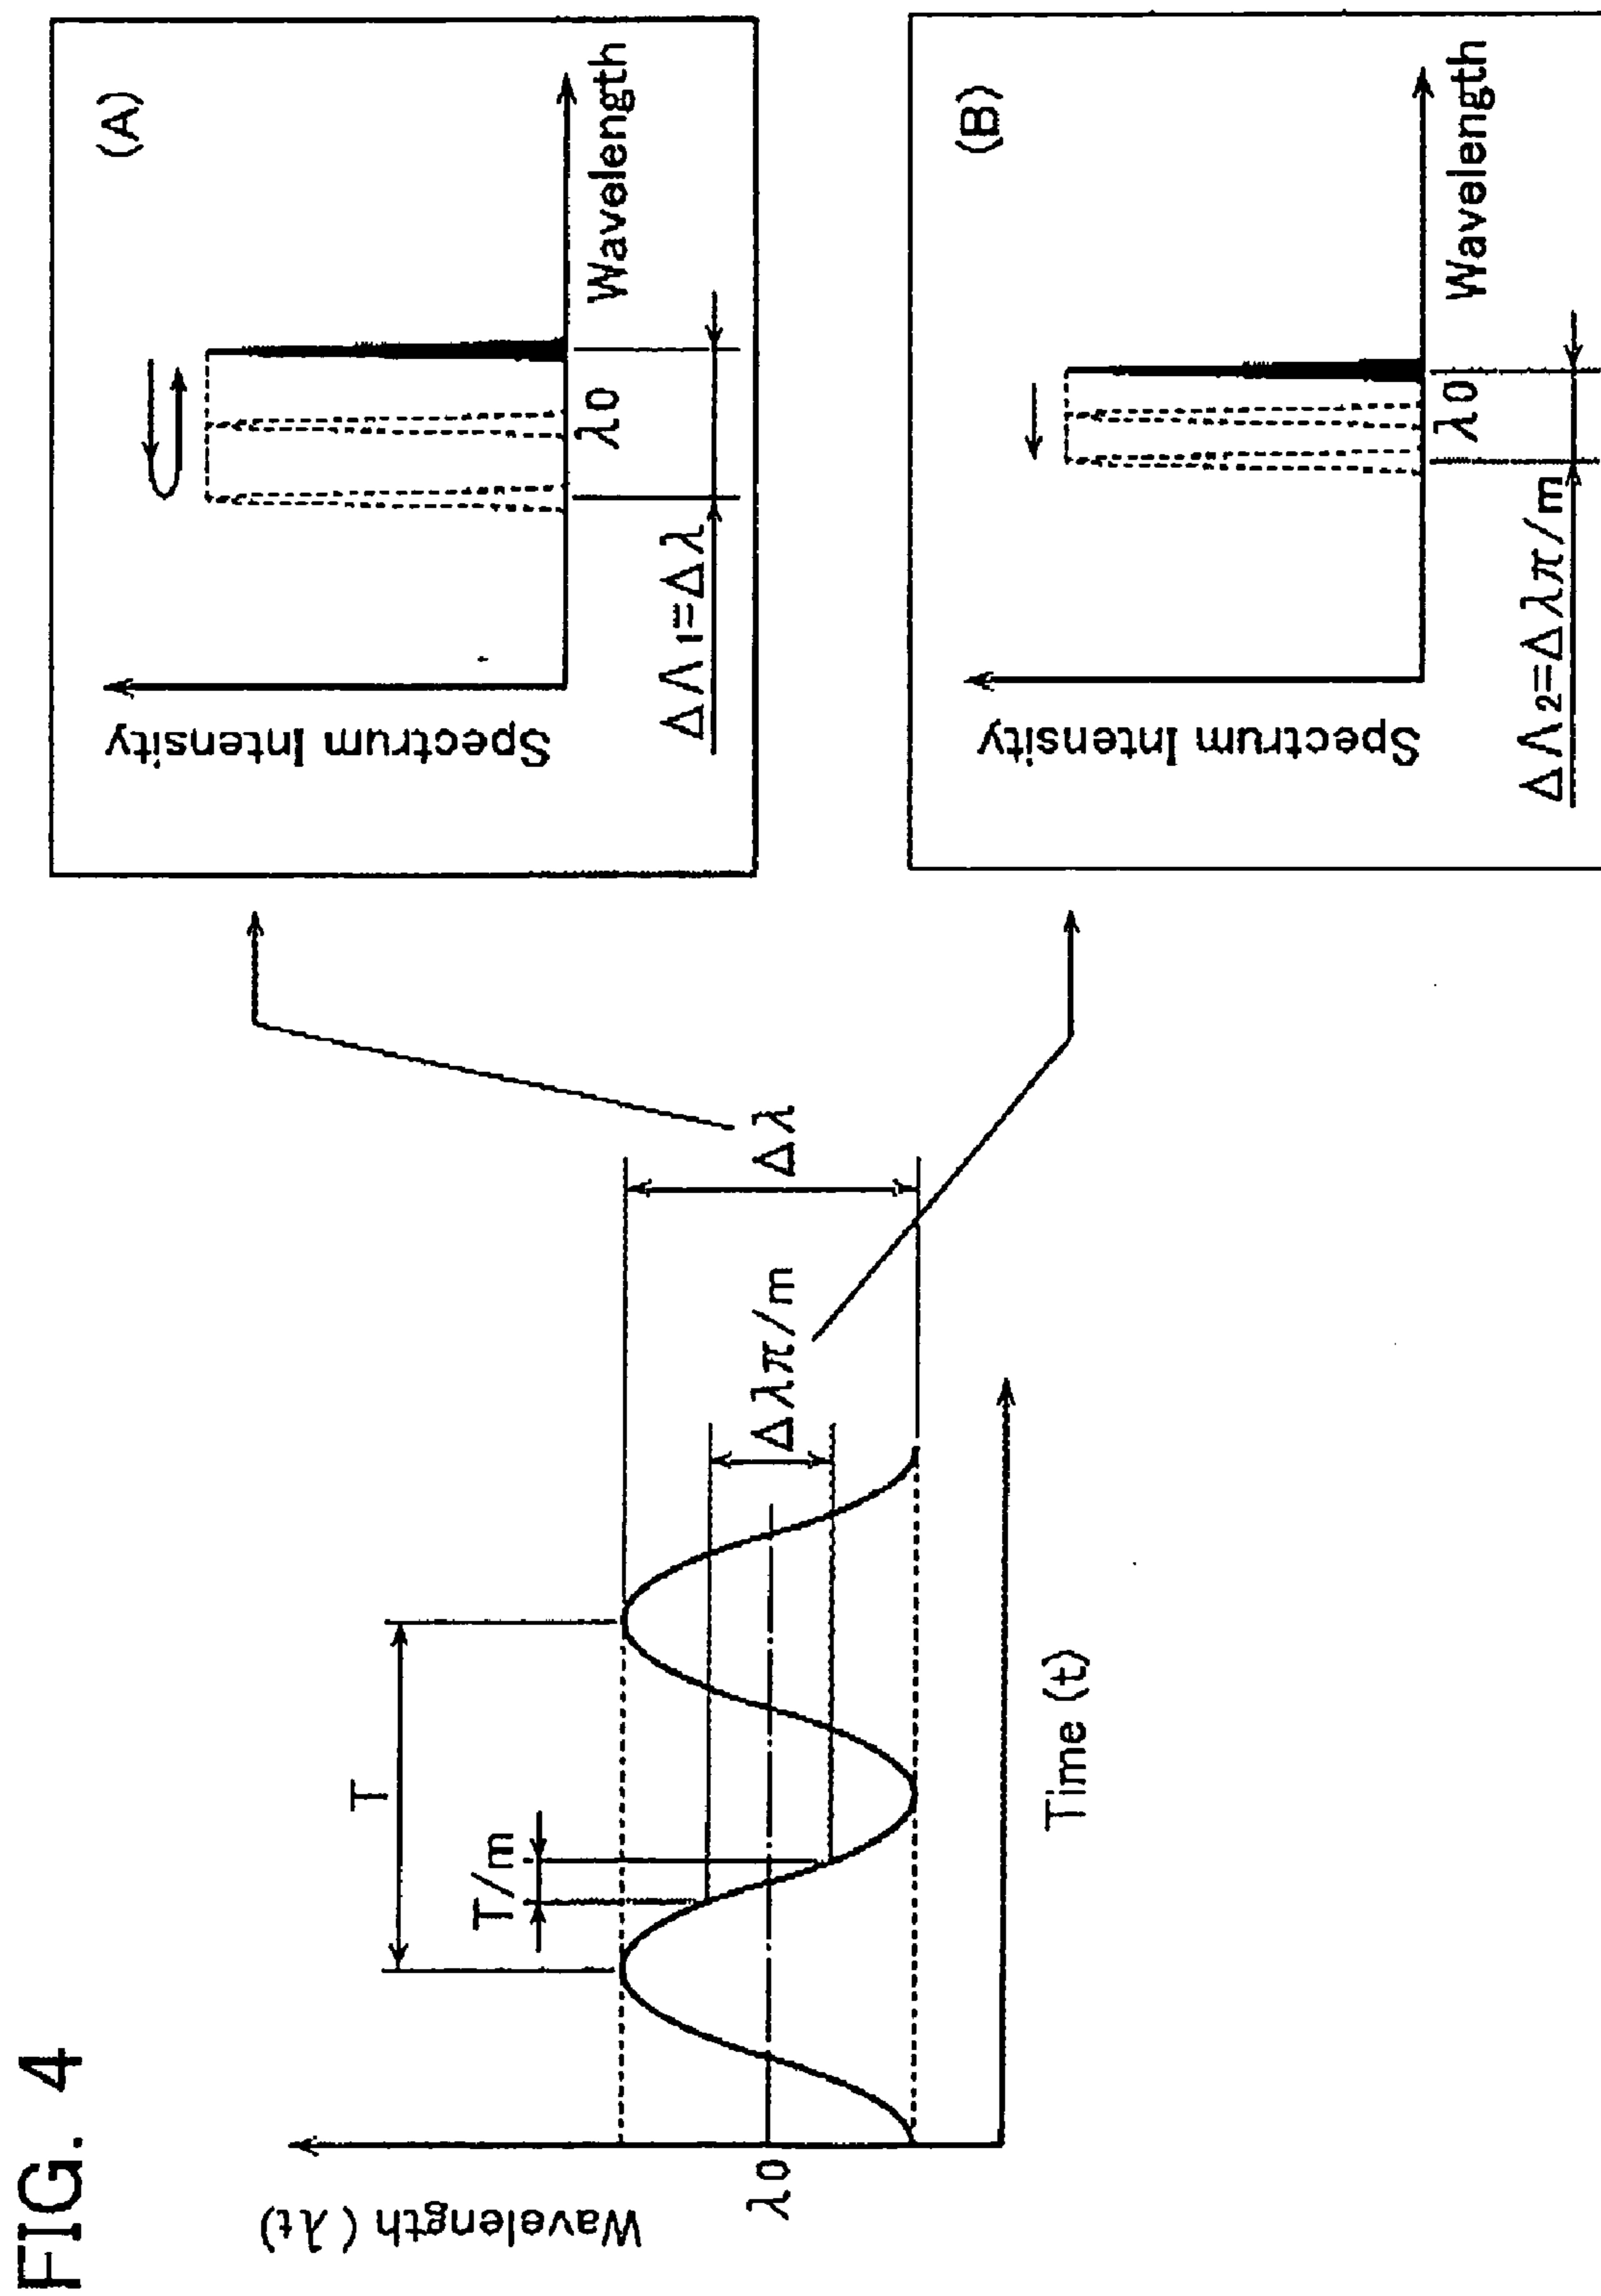 FIG. 4
Wavelength (λt)
λ0
T
T/m
Δλπ/m
Δλ
Time (t)
(A)
Spectrum Intensity
λ0
Wavelength
ΔΛ1=Δλ
(B)
Spectrum Intensity
λ0
Wavelength
ΔΛ2=Δλπ/m